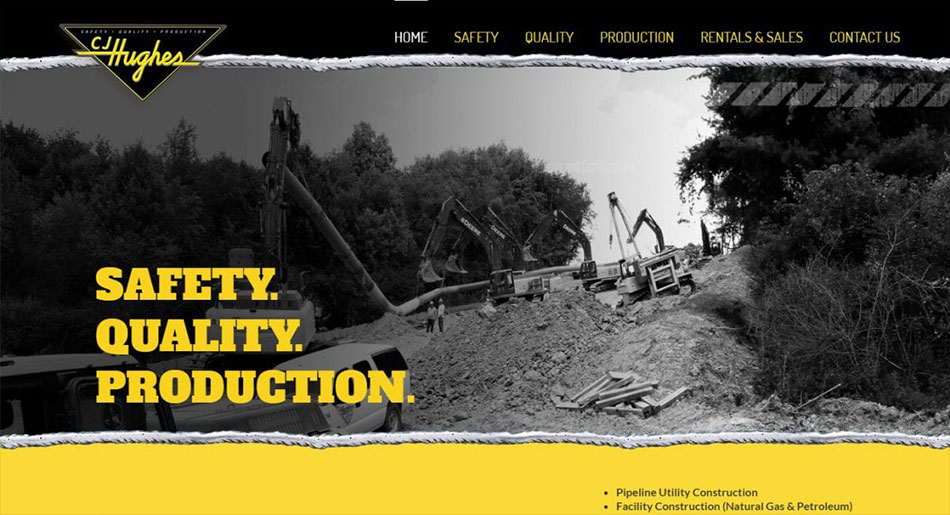 SAFETY • QUALITY • PRODUCTION
CJ
Hughes
HOME
SAFETY
QUALITY
PRODUCTION
RENTALS & SALES
CONTACT US
DEERE
SAFETY.
QUALITY.
PRODUCTION.
• Pipeline Utility Construction
• Facility Construction (Natural Gas & Petroleum)